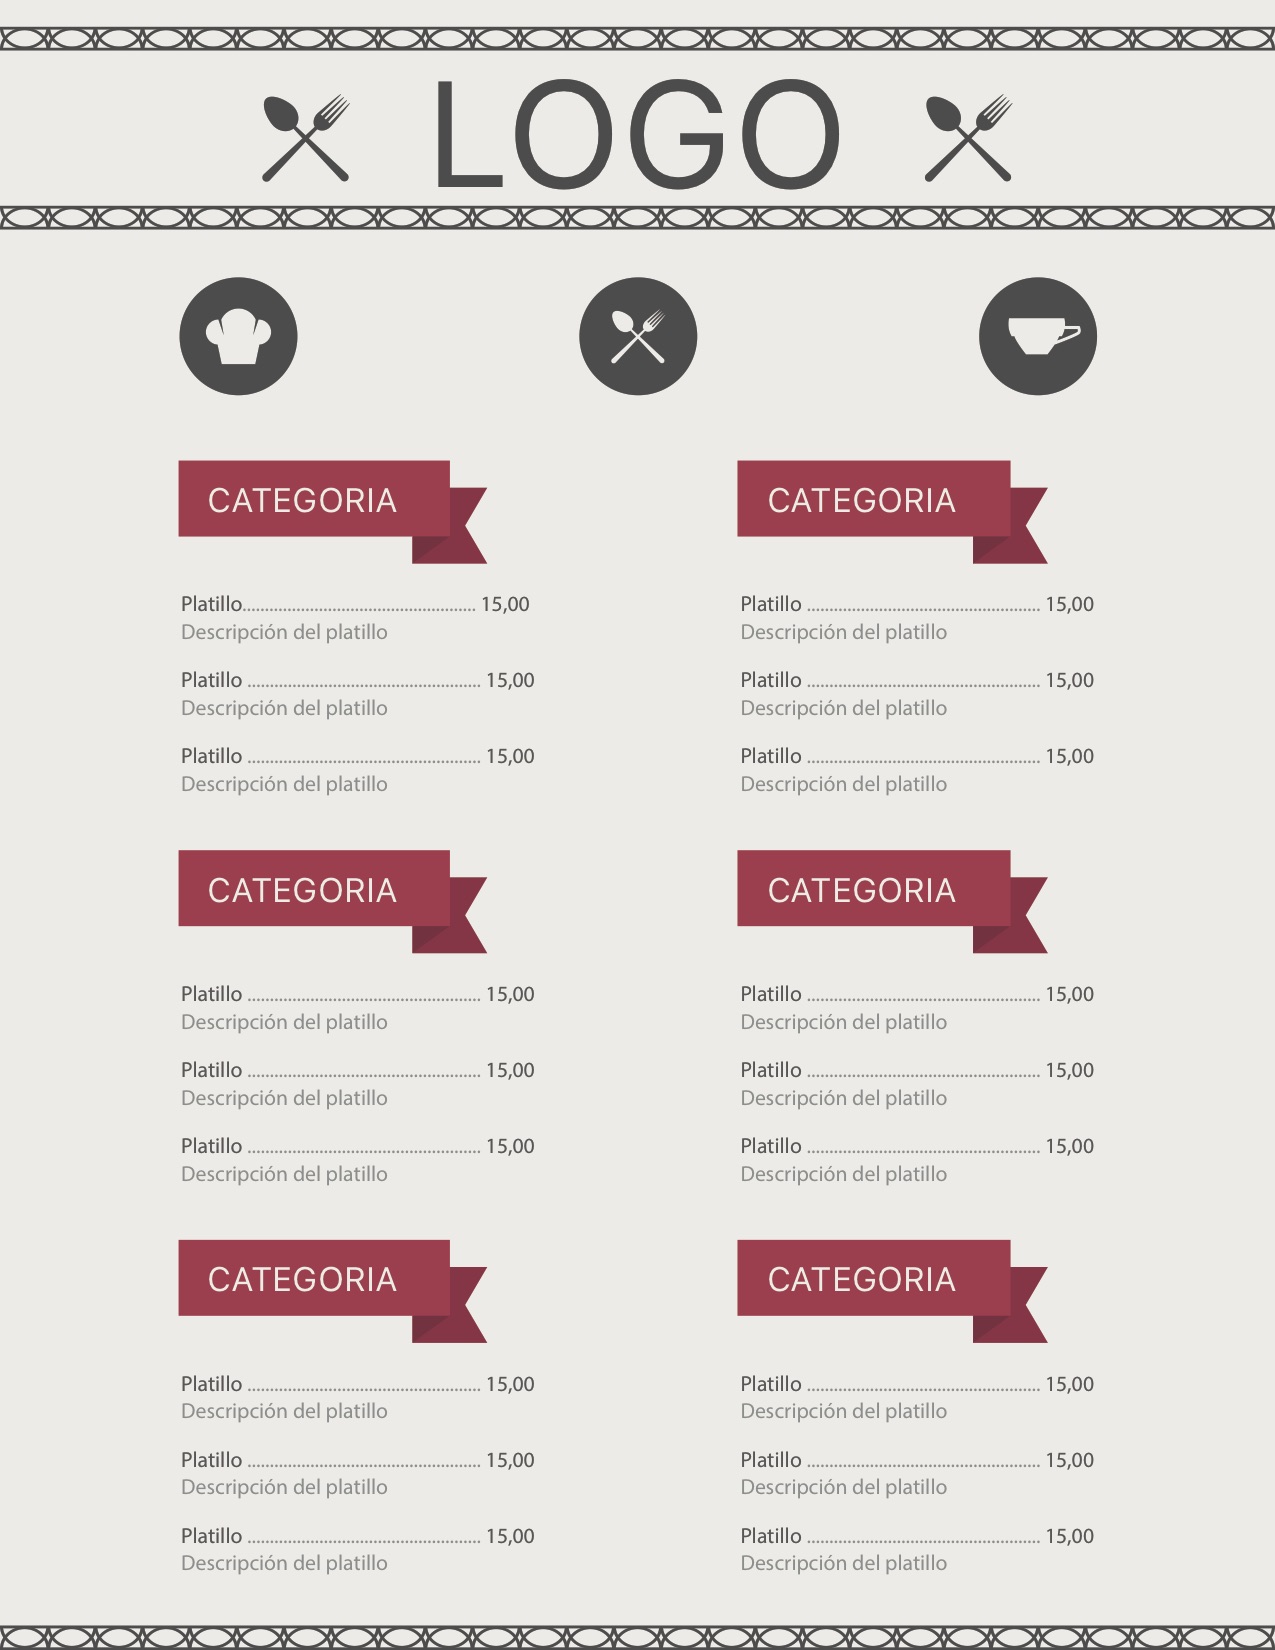 LOGO
CATEGORIA
Platillo............................................... 15,00
Descripción del platillo
Platillo ............................................... 15,00
Descripción del platillo
Platillo ............................................... 15,00
Descripción del platillo
CATEGORIA
Platillo ............................................... 15,00
Descripción del platillo
Platillo ............................................... 15,00
Descripción del platillo
Platillo ............................................... 15,00
Descripción del platillo
CATEGORIA
Platillo ............................................... 15,00
Descripción del platillo
Platillo ............................................... 15,00
Descripción del platillo
Platillo ............................................... 15,00
Descripción del platillo
CATEGORIA
Platillo ............................................... 15,00
Descripción del platillo
Platillo ............................................... 15,00
Descripción del platillo
Platillo ............................................... 15,00
Descripción del platillo
CATEGORIA
Platillo ............................................... 15,00
Descripción del platillo
Platillo ............................................... 15,00
Descripción del platillo
Platillo ............................................... 15,00
Descripción del platillo
CATEGORIA
Platillo ............................................... 15,00
Descripción del platillo
Platillo ............................................... 15,00
Descripción del platillo
Platillo ............................................... 15,00
Descripción del platillo